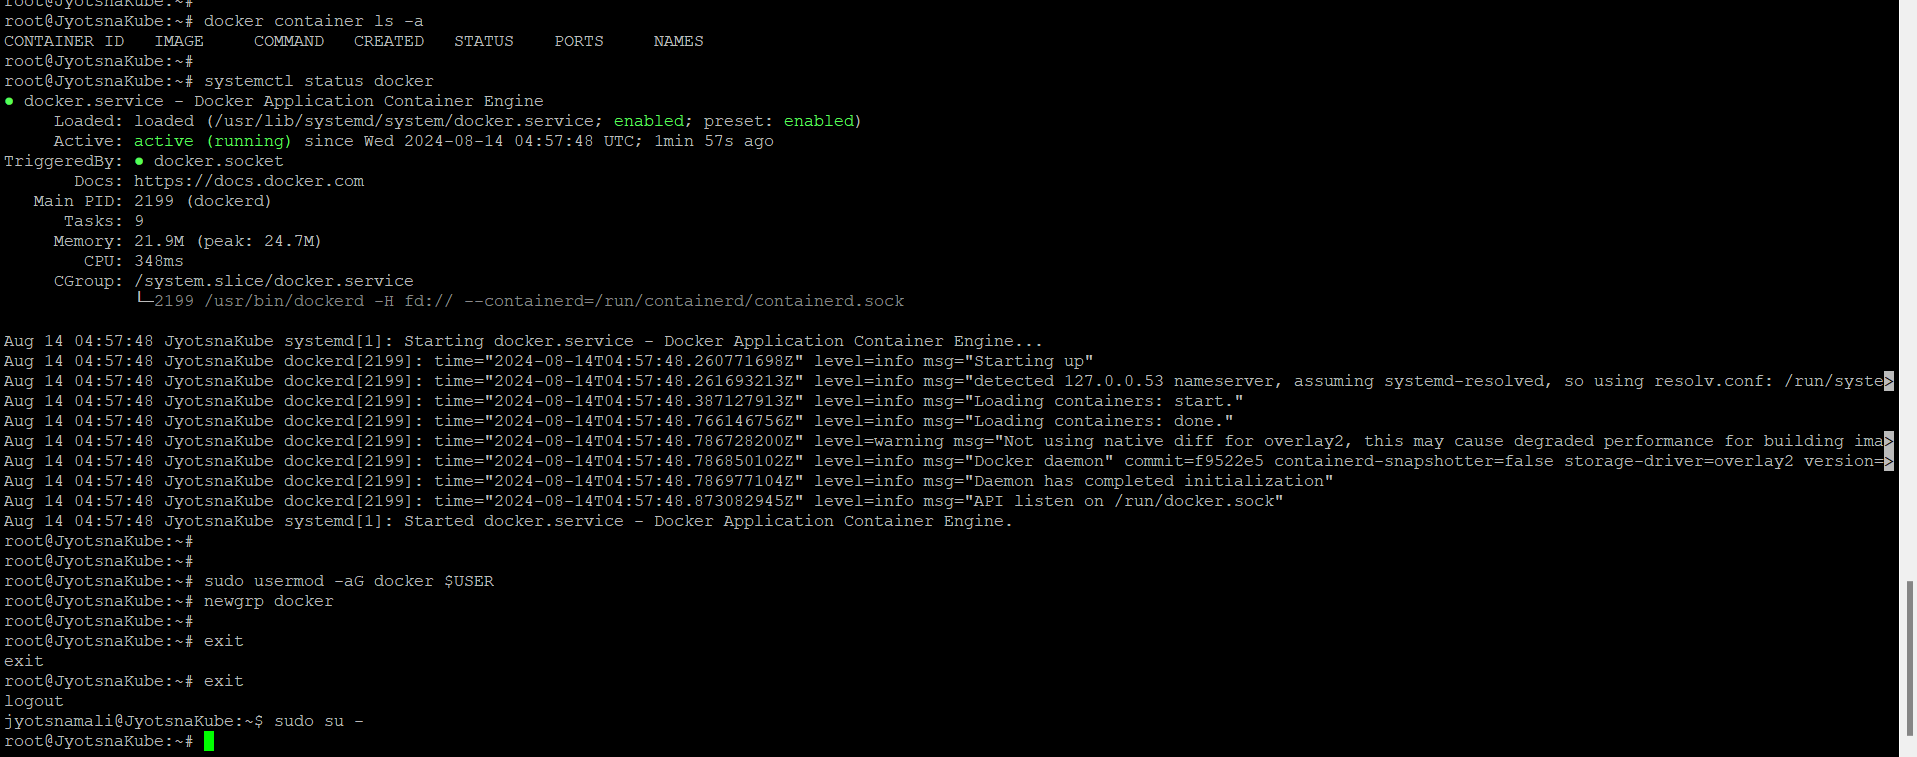 root@JyotsnaKube:~#
root@JyotsnaKube:~# docker container ls -a
CONTAINER ID   IMAGE     COMMAND   CREATED   STATUS    PORTS     NAMES
root@JyotsnaKube:~#
root@JyotsnaKube:~# systemctl status docker
● docker.service - Docker Application Container Engine
     Loaded: loaded (/usr/lib/systemd/system/docker.service; enabled; preset: enabled)
     Active: active (running) since Wed 2024-08-14 04:57:48 UTC; 1min 57s ago
TriggeredBy: ● docker.socket
       Docs: https://docs.docker.com
   Main PID: 2199 (dockerd)
      Tasks: 9
     Memory: 21.9M (peak: 24.7M)
        CPU: 348ms
     CGroup: /system.slice/docker.service
             └─2199 /usr/bin/dockerd -H fd:// --containerd=/run/containerd/containerd.sock
Aug 14 04:57:48 JyotsnaKube systemd[1]: Starting docker.service - Docker Application Container Engine...
Aug 14 04:57:48 JyotsnaKube dockerd[2199]: time="2024-08-14T04:57:48.260771698Z" level=info msg="Starting up"
Aug 14 04:57:48 JyotsnaKube dockerd[2199]: time="2024-08-14T04:57:48.261693213Z" level=info msg="detected 127.0.0.53 nameserver, assuming systemd-resolved, so using resolv.conf: /run/syste>
Aug 14 04:57:48 JyotsnaKube dockerd[2199]: time="2024-08-14T04:57:48.387127913Z" level=info msg="Loading containers: start."
Aug 14 04:57:48 JyotsnaKube dockerd[2199]: time="2024-08-14T04:57:48.766146756Z" level=info msg="Loading containers: done."
Aug 14 04:57:48 JyotsnaKube dockerd[2199]: time="2024-08-14T04:57:48.786728200Z" level=warning msg="Not using native diff for overlay2, this may cause degraded performance for building ima>
Aug 14 04:57:48 JyotsnaKube dockerd[2199]: time="2024-08-14T04:57:48.786850102Z" level=info msg="Docker daemon" commit=f9522e5 containerd-snapshotter=false storage-driver=overlay2 version=>
Aug 14 04:57:48 JyotsnaKube dockerd[2199]: time="2024-08-14T04:57:48.786977104Z" level=info msg="Daemon has completed initialization"
Aug 14 04:57:48 JyotsnaKube dockerd[2199]: time="2024-08-14T04:57:48.873082945Z" level=info msg="API listen on /run/docker.sock"
Aug 14 04:57:48 JyotsnaKube systemd[1]: Started docker.service - Docker Application Container Engine.
root@JyotsnaKube:~#
root@JyotsnaKube:~#
root@JyotsnaKube:~# sudo usermod -aG docker $USER
root@JyotsnaKube:~# newgrp docker
root@JyotsnaKube:~#
root@JyotsnaKube:~# exit
exit
root@JyotsnaKube:~# exit
logout
jyotsnamali@JyotsnaKube:~$ sudo su -
root@JyotsnaKube:~#